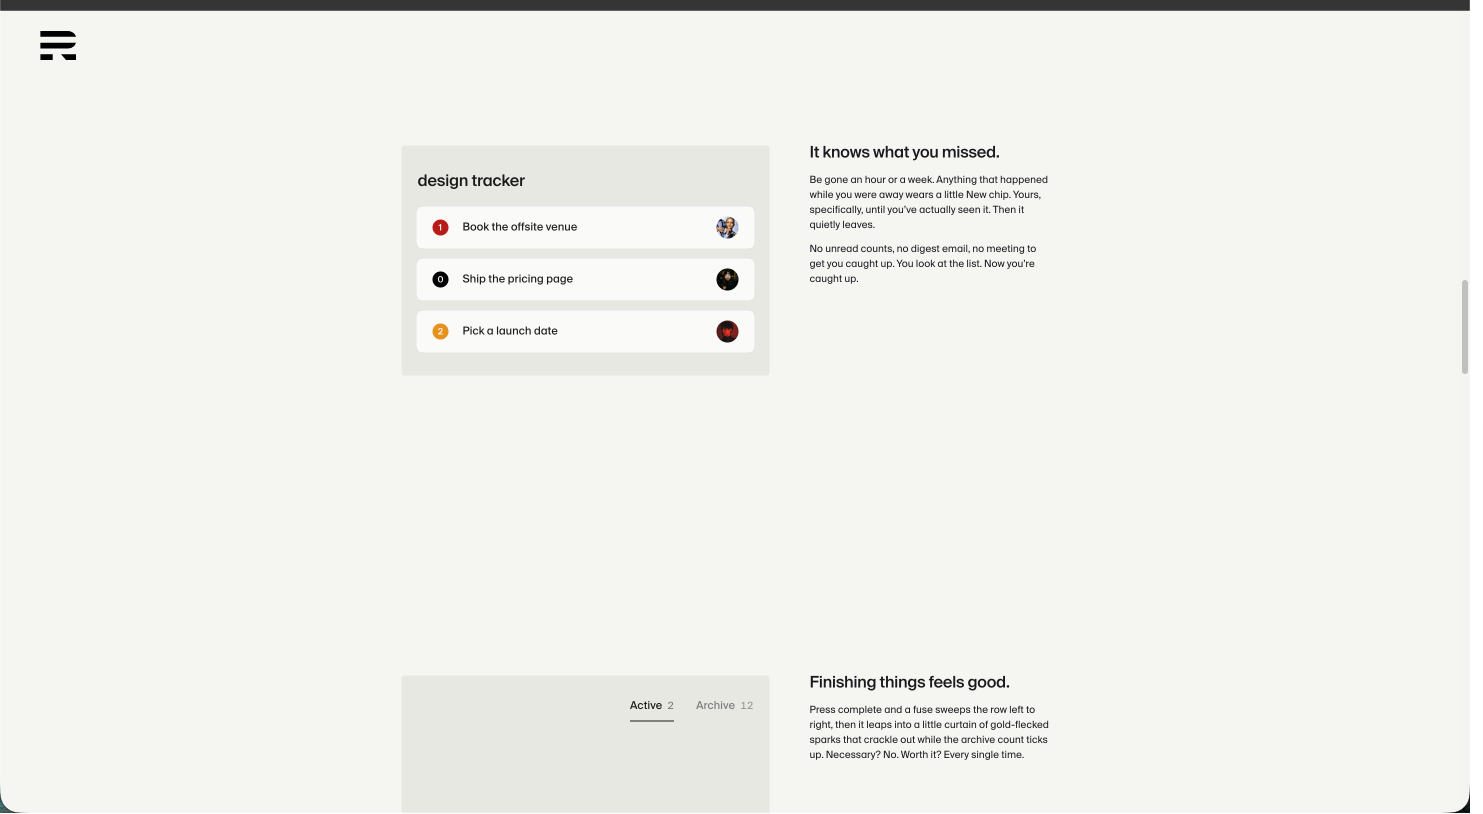 design tracker
1 Book the offsite venue
0 Ship the pricing page
2 Pick a launch date
It knows what you missed.
Be gone an hour or a week. Anything that happened
while you were away wears a little New chip. Yours,
specifically, until you've actually seen it. Then it
quietly leaves.
No unread counts, no digest email, no meeting to
get you caught up. You look at the list. Now you're
caught up.
Active 2 Archive 12
Finishing things feels good.
Press complete and a fuse sweeps the row left to
right, then it leaps into a little curtain of gold-flecked
sparks that crackle out while the archive count ticks
up. Necessary? No. Worth it? Every single time.